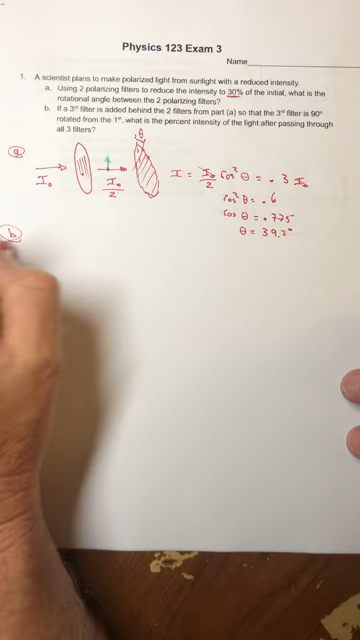 Physics 123 Exam 3
Name
1. A scientist plans to make polarized light from sunlight with a reduced intensity.
a. Using 2 polarizing filters to reduce the intensity to 30% of the initial, what is the
rotational angle between the 2 polarizing filters?
b. If a 3rd filter is added behind the 2 filters from part (a) so that the 3rd filter is 90°
rotated from the 1st, what is the percent intensity of the light after passing through
all 3 filters?
θ
a
I₀
I₀/2
I = I₀/2 cos²θ = .3 I₀
cos²θ = .6
cos θ = .775
θ = 39.2°
b